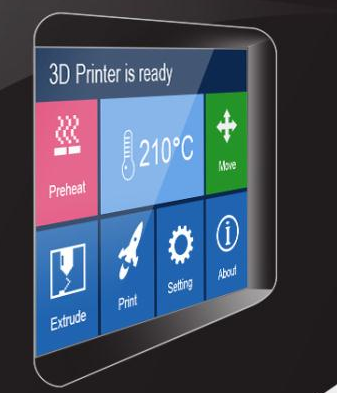 3D Printer is ready
Preheat
210°C
Move
Extrude
Print
Setting
About